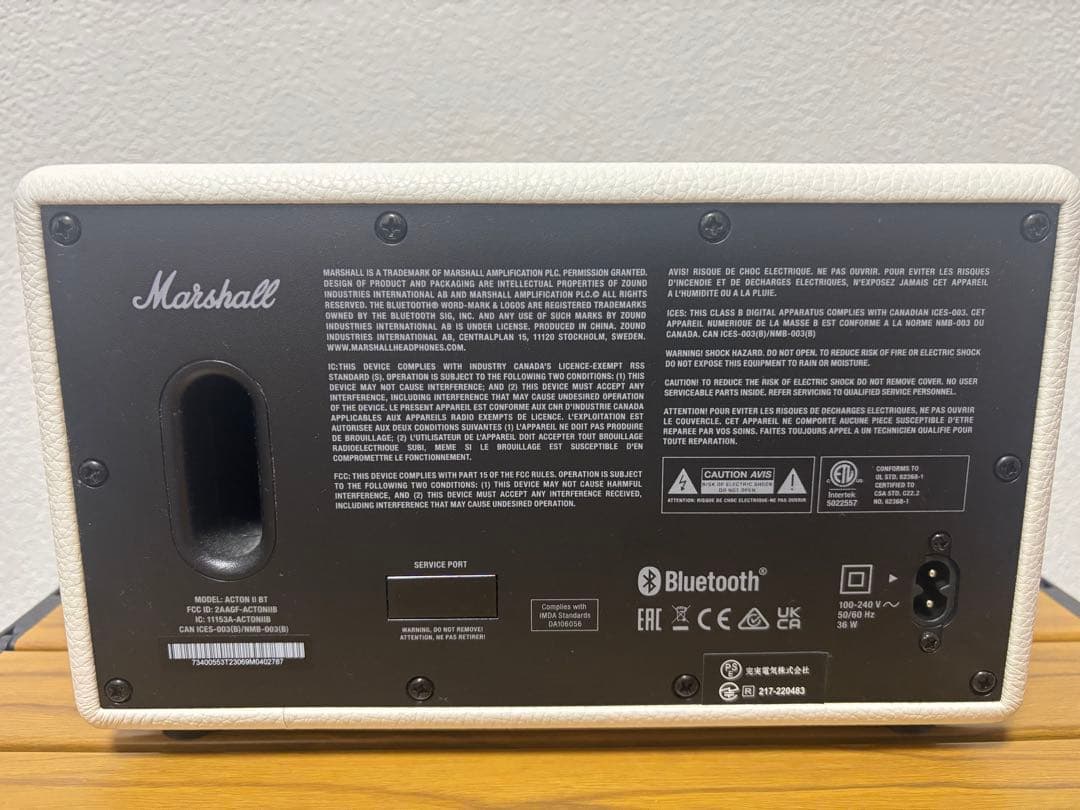 Marshall
MARSHALL IS A TRADEMARK OF MARSHALL AMPLIFICATION PLC. PERMISSION GRANTED.
DESIGN OF PRODUCT AND PACKAGING ARE INTELLECTUAL PROPERTIES OF ZOUND
INDUSTRIES INTERNATIONAL AB AND MARSHALL AMPLIFICATION PLC.© ALL RIGHTS
RESERVED. THE BLUETOOTH® WORD-MARK & LOGOS ARE REGISTERED TRADEMARKS
OWNED BY THE BLUETOOTH SIG, INC. AND ANY USE OF SUCH MARKS BY ZOUND
INDUSTRIES INTERNATIONAL AB IS UNDER LICENSE. PRODUCED IN CHINA. ZOUND
INDUSTRIES INTERNATIONAL AB, CENTRALPLAN 15, 11120 STOCKHOLM, SWEDEN.
WWW.MARSHALLHEADPHONES.COM.
IC:THIS DEVICE COMPLIES WITH INDUSTRY CANADA'S LICENCE-EXEMPT RSS
STANDARD (S). OPERATION IS SUBJECT TO THE FOLLOWING TWO CONDITIONS: (1) THIS
DEVICE MAY NOT CAUSE INTERFERENCE; AND (2) THIS DEVICE MUST ACCEPT ANY
INTERFERENCE, INCLUDING INTERFERENCE THAT MAY CAUSE UNDESIRED OPERATION
OF THE DEVICE. LE PRESENT APPAREIL EST CONFORME AUX CNR D'INDUSTRIE CANADA
APPLICABLES AUX APPAREILS RADIO EXEMPTS DE LICENCE. L'EXPLOITATION EST
AUTORISEE AUX DEUX CONDITIONS SUIVANTES (1) L'APPAREIL NE DOIT PAS PRODUIRE
DE BROUILLAGE; (2) L'UTILISATEUR DE L'APPAREIL DOIT ACCEPTER TOUT BROUILLAGE
RADIOELECTRIQUE SUBI, MEME SI LE BROUILLAGE EST SUSCEPTIBLE D'EN
COMPROMETTRE LE FONCTIONNEMENT.
FCC: THIS DEVICE COMPLIES WITH PART 15 OF THE FCC RULES. OPERATION IS SUBJECT
TO THE FOLLOWING TWO CONDITIONS: (1) THIS DEVICE MAY NOT CAUSE HARMFUL
INTERFERENCE, AND (2) THIS DEVICE MUST ACCEPT ANY INTERFERENCE RECEIVED,
INCLUDING INTERFERENCE THAT MAY CAUSE UNDESIRED OPERATION.
AVIS! RISQUE DE CHOC ELECTRIQUE. NE PAS OUVRIR. POUR EVITER LES RISQUES
D'INCENDIE ET DE DECHARGES ELECTRIQUES, N'EXPOSEZ JAMAIS CET APPAREIL
A L'HUMIDITE OU A LA PLUIE.
ICES: THIS CLASS B DIGITAL APPARATUS COMPLIES WITH CANADIAN ICES-003. CET
APPAREIL NUMERIQUE DE LA MASSE B EST CONFORME A LA NORME NMB-003 DU
CANADA. CAN ICES-003(B)/NMB-003(B)
WARNING! SHOCK HAZARD. DO NOT OPEN. TO REDUCE RISK OF FIRE OR ELECTRIC SHOCK
DO NOT EXPOSE THIS EQUIPMENT TO RAIN OR MOISTURE.
CAUTION! TO REDUCE THE RISK OF ELECTRIC SHOCK DO NOT REMOVE COVER. NO USER
SERVICEABLE PARTS INSIDE. REFER SERVICING TO QUALIFIED SERVICE PERSONNEL.
ATTENTION! POUR EVITER LES RISQUES DE DECHARGES ELECTRIQUES, NE PAS OUVRIR
LE COUVERCLE. CET APPAREIL NE COMPORTE AUCUNE PIECE SUSCEPTIBLE D'ETRE
REPAREE PAR VOS SOINS. FAITES TOUJOURS APPEL A UN TECHNICIEN QUALIFIE POUR
TOUTE REPARATION.
CAUTION AVIS
RISK OF ELECTRIC SHOCK
DO NOT OPEN.
ATTENTION: RISQUE DE CHOC ELECTRIQUE-NE PAS OUVRIR
ETL
C US
Intertek
5022557
CONFORMS TO
UL STD. 62368-1
CERTIFIED TO
CSA STD. C22.2
NO. 62368-1
SERVICE PORT
WARNING, DO NOT REMOVE!
ATTENTION, NE PAS RETIRER!
Complies with
IMDA Standards
DA106056
Bluetooth®
EAC CE UK CA
100-240 V~
50/60 Hz
36 W
MODEL: ACTON II BT
FCC ID: 2AAGF-ACTONIIB
IC: 11153A-ACTONIIB
CAN ICES-003(B)/NMB-003(B)
73400553T23069M0402787
PSE 完実電気株式会社
R 217-220483